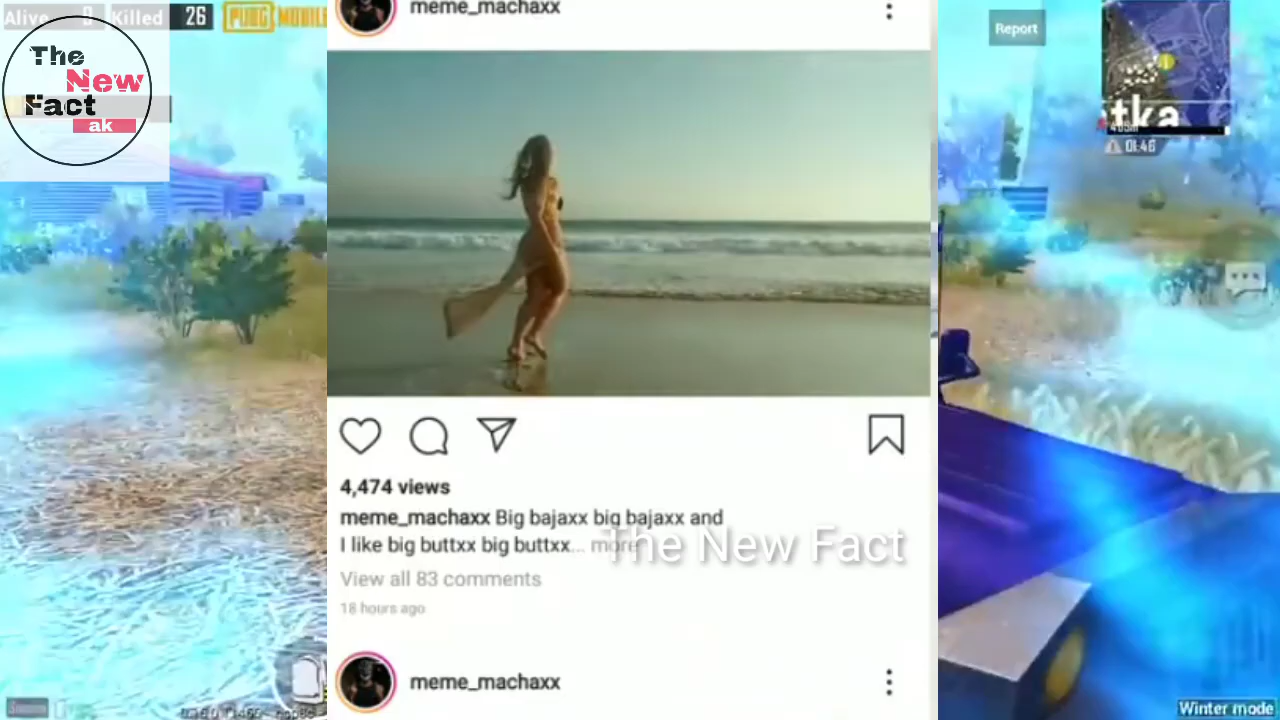 Alive
Killed 26
PUBG MOBILE
The
New
Fact
ak
meme_machaxx
4,474 views
meme_machaxx Big bajaxx big bajaxx and
I like big buttxx big buttxx... more
The New Fact
View all 83 comments
18 hours ago
meme_machaxx
Report
atka
01:46
Winter mode